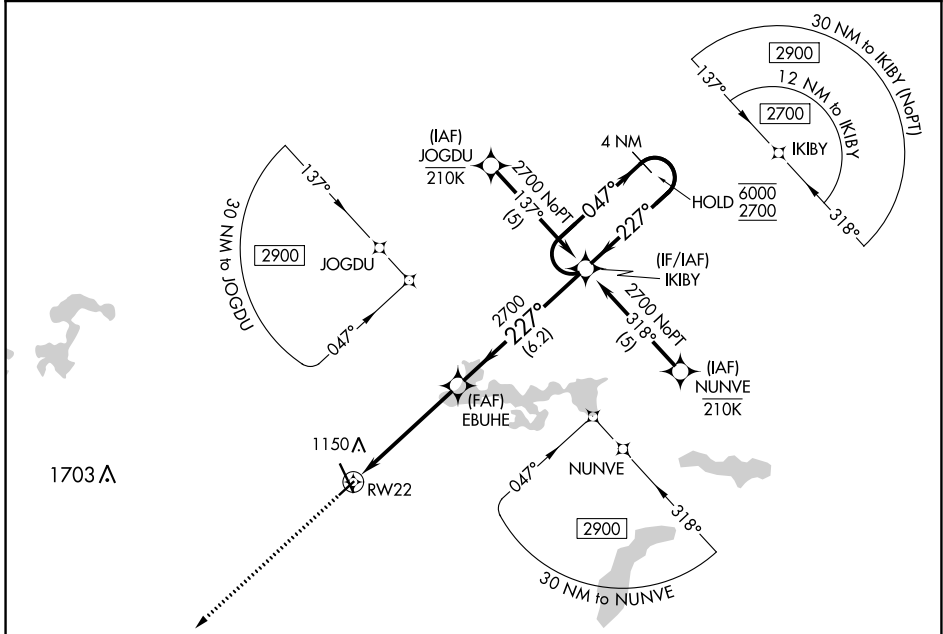 30 NM to IKIBY (NoPT)
2900
137°
12 NM to IKIBY
2700
IKIBY
318°
(IAF)
JOGDU
210K
2700 NoPT
137°
(5)
4 NM
047°
HOLD 6000
2700
227°
(IF/IAF)
IKIBY
137°
30 NM to JOGDU
2900
JOGDU
047°
2700
227°
(6.2)
2700 NoPT
318°
(5)
(IAF)
NUNVE
210K
(FAF)
EBUHE
1150
1703
RW22
047°
NUNVE
318°
2900
30 NM to NUNVE